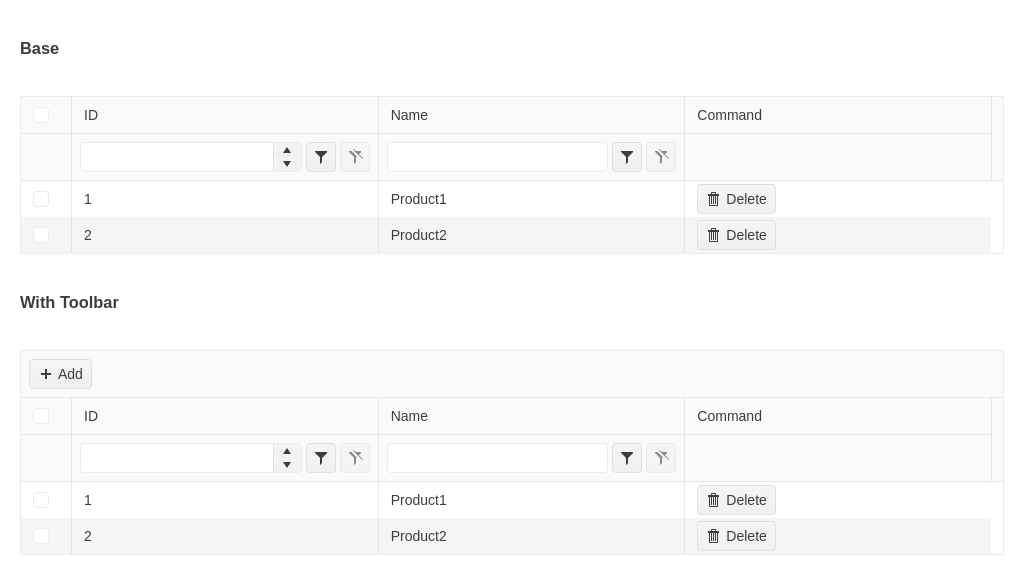 Base
ID Name Command
1 Product1 Delete
2 Product2 Delete
With Toolbar
Add
ID Name Command
1 Product1 Delete
2 Product2 Delete